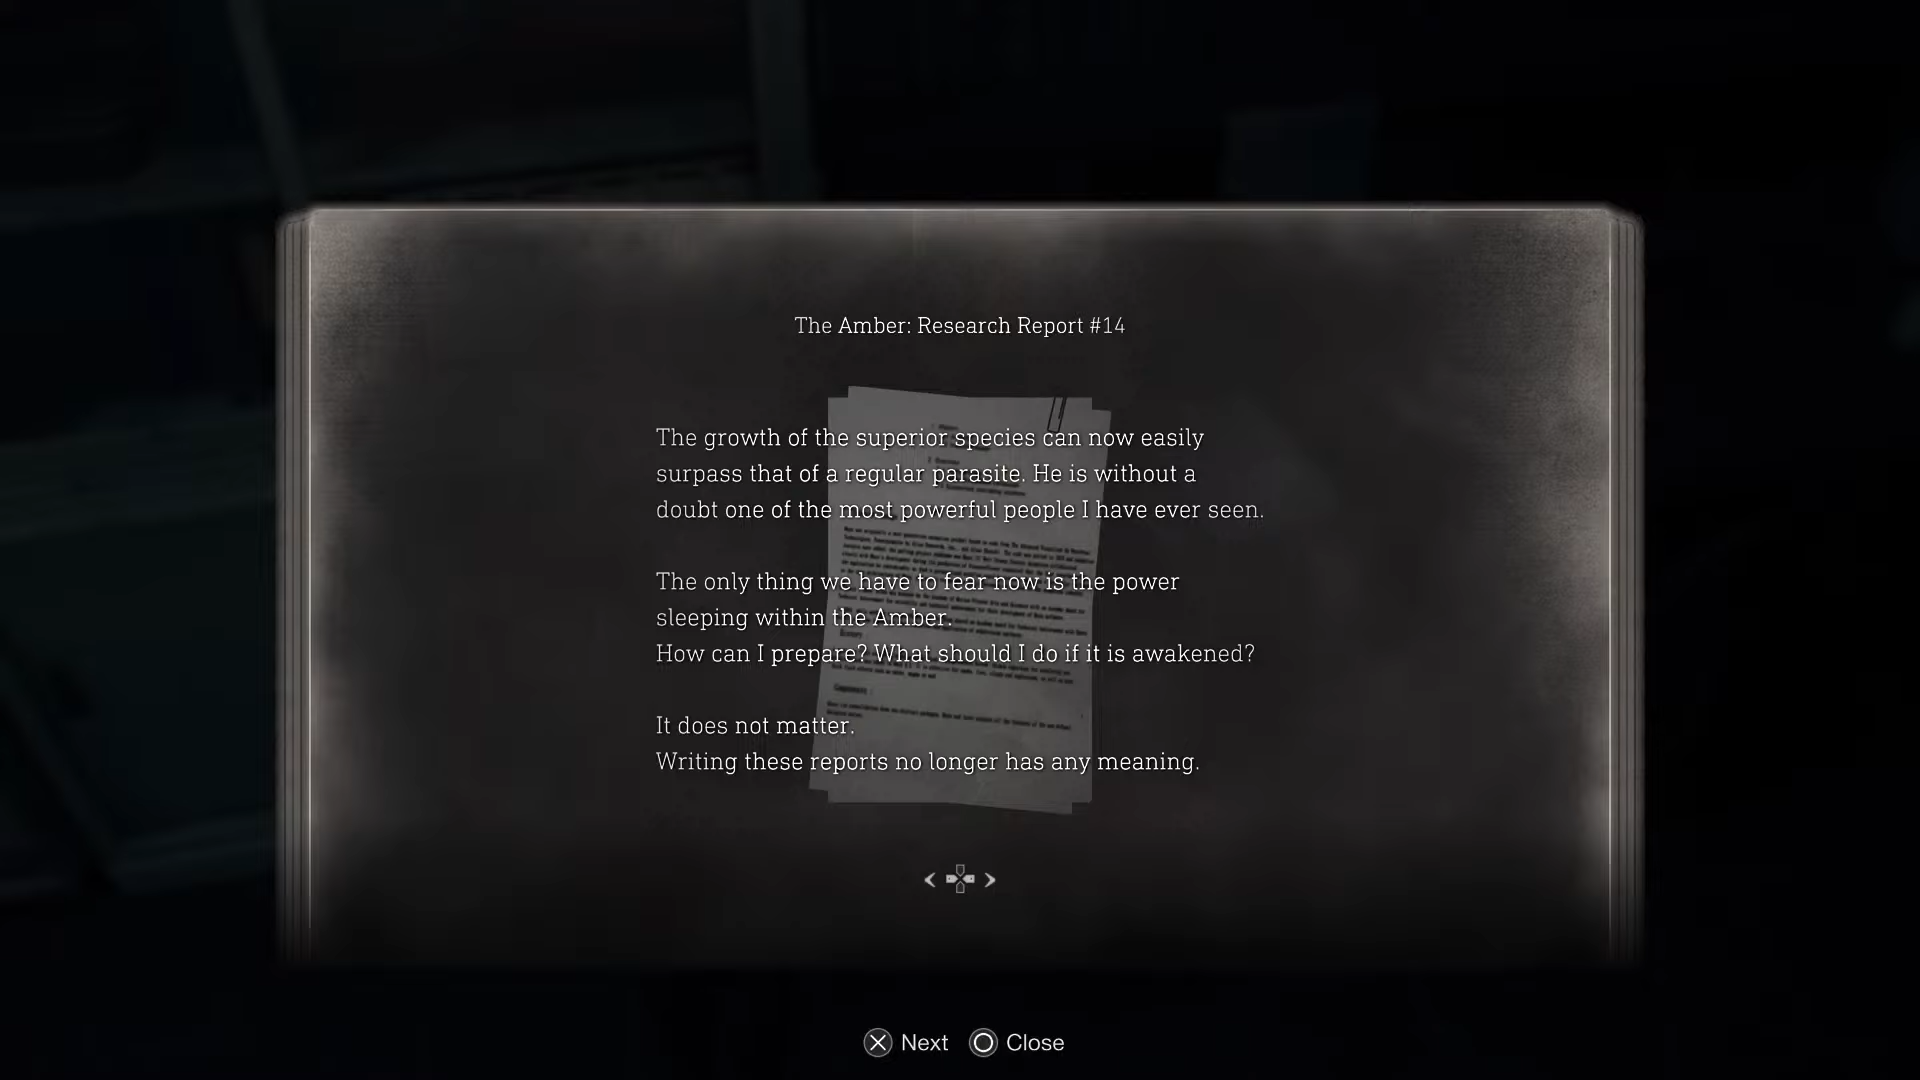 The Amber: Research Report #14
The growth of the superior species can now easily
surpass that of a regular parasite. He is without a
doubt one of the most powerful people I have ever seen.
The only thing we have to fear now is the power
sleeping within the Amber.
How can I prepare? What should I do if it is awakened?
It does not matter.
Writing these reports no longer has any meaning.
Next
Close